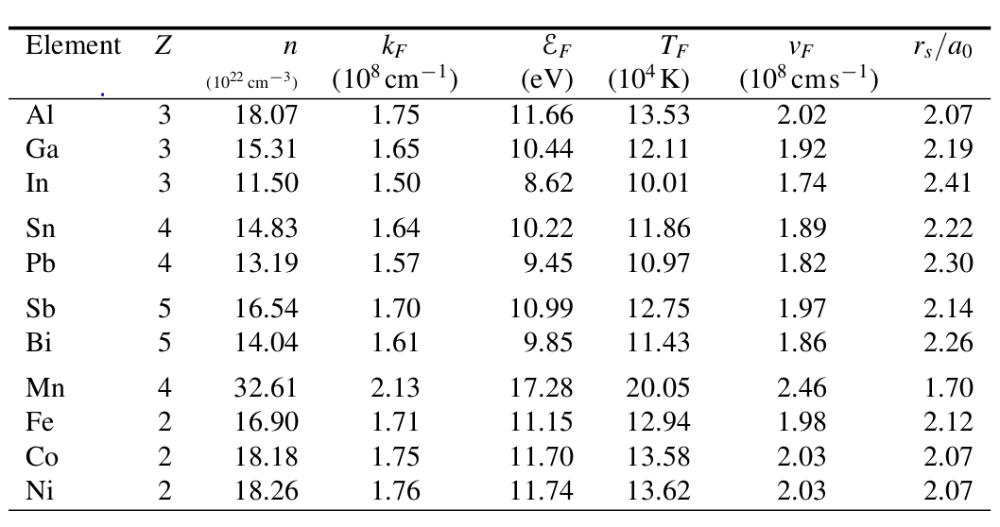 Element Z n k_F ℰ_F T_F v_F r_s/a_0
(10^22 cm^−3) (10^8 cm^−1) (eV) (10^4 K) (10^8 cm s^−1)
Al 3 18.07 1.75 11.66 13.53 2.02 2.07
Ga 3 15.31 1.65 10.44 12.11 1.92 2.19
In 3 11.50 1.50 8.62 10.01 1.74 2.41
Sn 4 14.83 1.64 10.22 11.86 1.89 2.22
Pb 4 13.19 1.57 9.45 10.97 1.82 2.30
Sb 5 16.54 1.70 10.99 12.75 1.97 2.14
Bi 5 14.04 1.61 9.85 11.43 1.86 2.26
Mn 4 32.61 2.13 17.28 20.05 2.46 1.70
Fe 2 16.90 1.71 11.15 12.94 1.98 2.12
Co 2 18.18 1.75 11.70 13.58 2.03 2.07
Ni 2 18.26 1.76 11.74 13.62 2.03 2.07